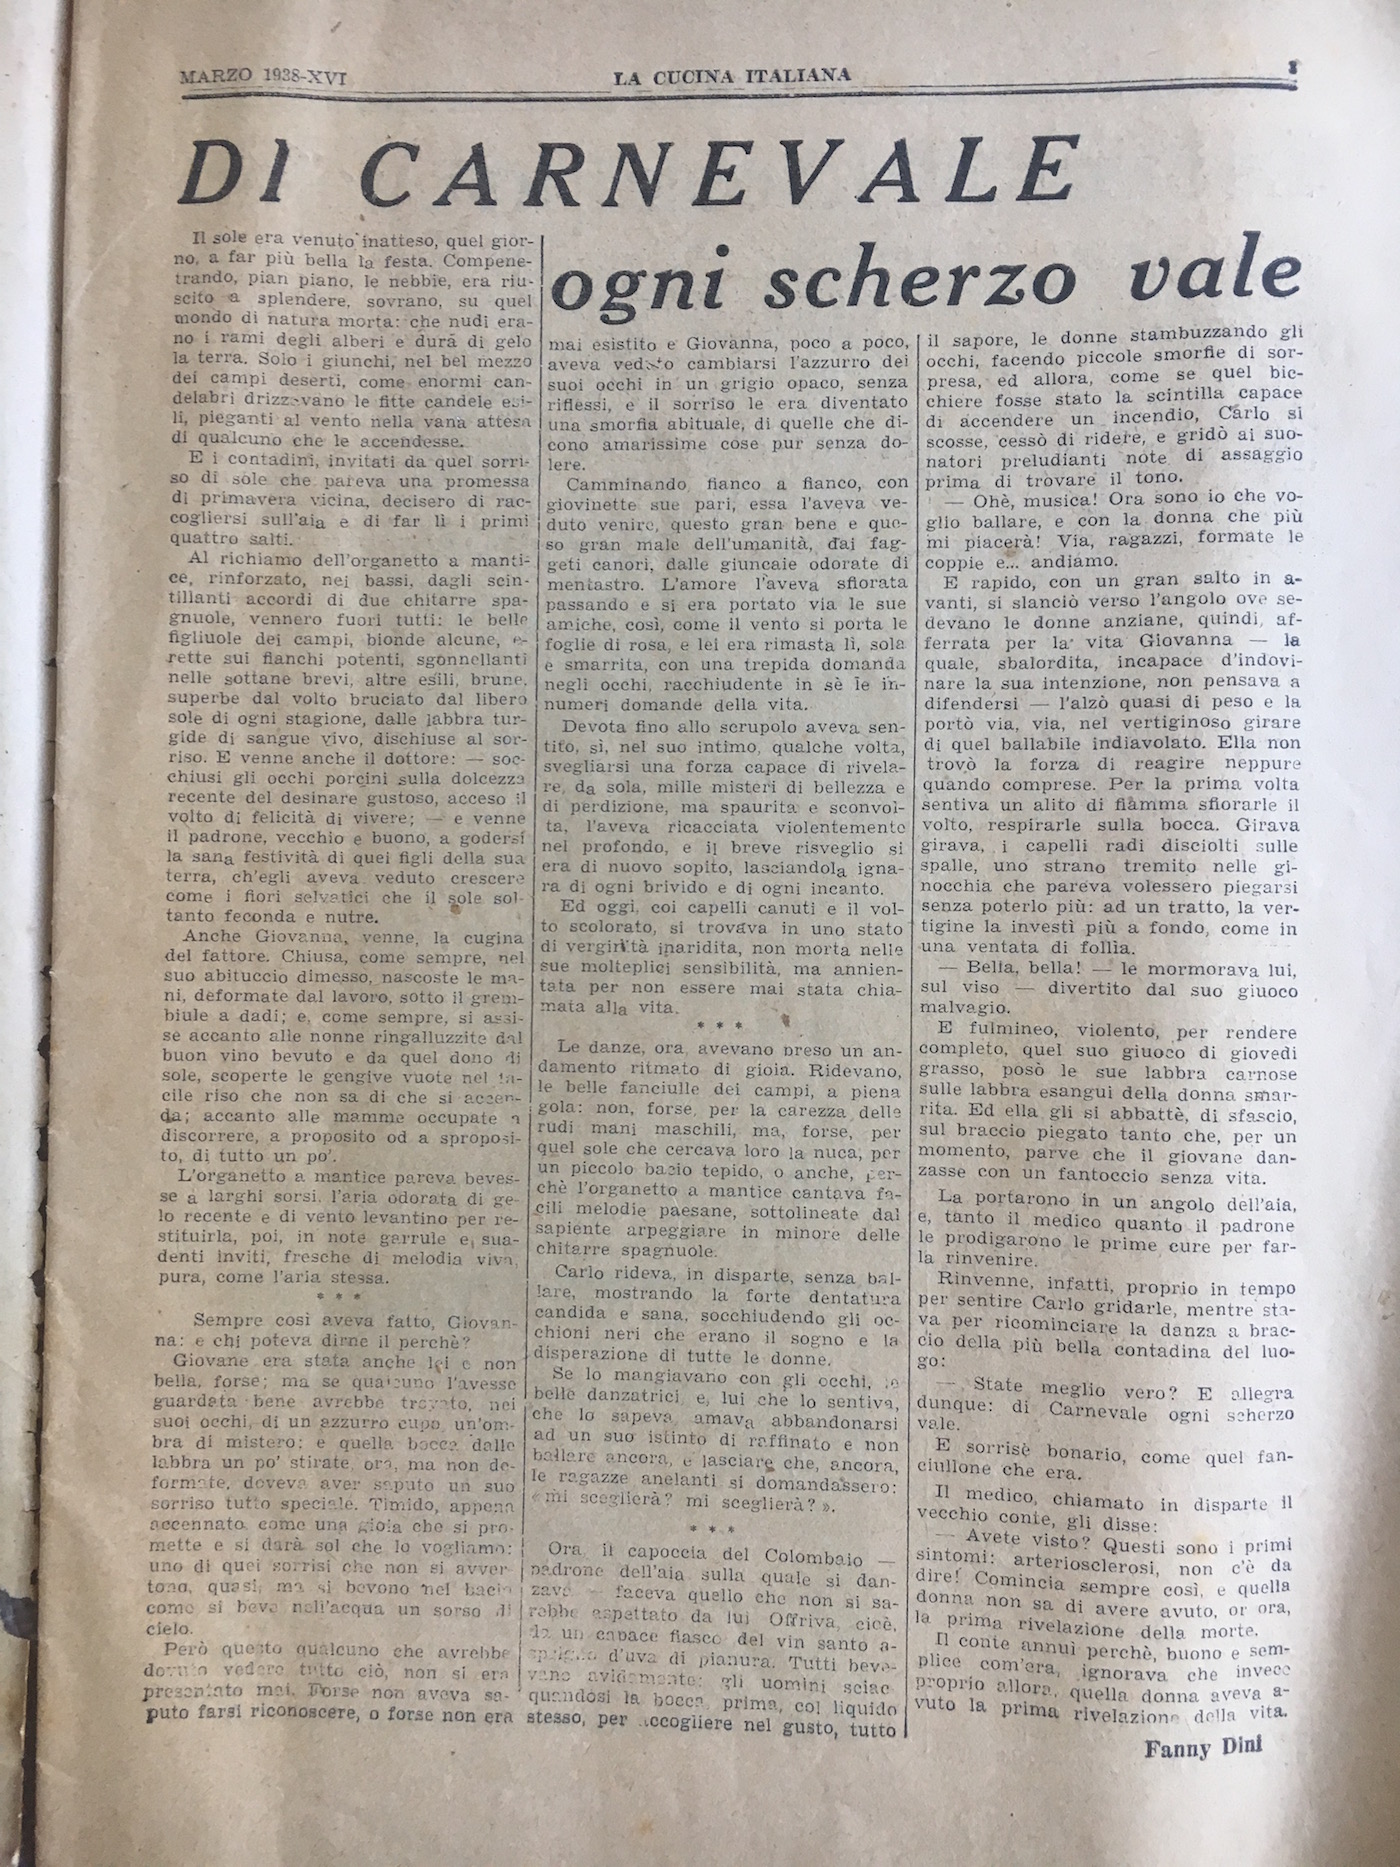 MARZO 1938-XVI
LA CUCINA ITALIANA
3
DI CARNEVALE
ogni scherzo vale
Il sole era venuto inatteso, quel gior-
no, a far più bella la festa. Compene-
trando, pian piano, le nebbie, era riu-
scito a splendere, sovrano, su quel
mondo di natura morta: che nudi era-
no i rami degli alberi e dura di gelo
la terra. Solo i giunchi, nel bel mezzo
dei campi deserti, come enormi can-
delabri drizzavano le fitte candele esi-
li, pieganti al vento nella vana attesa
di qualcuno che le accendesse.
E i contadini, invitati da quel sorri-
so di sole che pareva una promessa
di primavera vicina, decisero di rac-
cogliersi sull'aia e di far lì i primi
quattro salti.
Al richiamo dell'organetto a manti-
ce, rinforzato, nei bassi, dagli scin-
tillanti accordi di due chitarre spa-
gnuole, vennero fuori tutti: le belle
figliuole dei campi, bionde alcune, e-
rette sui fianchi potenti, sgonnellanti
nelle sottane brevi, altre esili, brune,
superbe dal volto bruciato dal libero
sole di ogni stagione, dalle labbra tur-
gide di sangue vivo, dischiuse al sor-
riso. E venne anche il dottore: — soc-
chiusi gli occhi porcini sulla dolcezza
recente del desinare gustoso, acceso il
volto di felicità di vivere; — e venne
il padrone, vecchio e buono, a godersi
la sana festività di quei figli della sua
terra, ch'egli aveva veduto crescere
come i fiori selvatici che il sole sol-
tanto feconda e nutre.
Anche Giovanna, venne, la cugina
del fattore. Chiusa, come sempre, nel
suo abituccio dimesso, nascoste le ma-
ni, deformate dal lavoro, sotto il grem-
biule a dadi; e, come sempre, si assi-
se accanto alle nonne ringalluzzite dal
buon vino bevuto e da quel dono di
sole, scoperte le gengive vuote nel fa-
cile riso che non sa di che si accen-
da; accanto alle mamme occupate a
discorrere, a proposito od a sproposi-
to, di tutto un po'.
L'organetto a mantice pareva beves-
se a larghi sorsi, l'aria odorata di ge-
lo recente e di vento levantino per re-
stituirla, poi, in note garrule e, sua-
denti inviti, fresche di melodia viva,
pura, come l'aria stessa.
* * *
Sempre così aveva fatto, Giovan-
na: e chi poteva dirne il perchè?
Giovane era stata anche lei e non
bella, forse; ma se qualcuno l'avesse
guardata bene avrebbe trovato, nei
suoi occhi, di un azzurro cupo, un'om-
bra di mistero: e quella bocca dalle
labbra un po' stirate, ora, ma non de-
formate, doveva aver saputo un suo
sorriso tutto speciale. Timido, appena
accennato, come una gioia che si pro-
mette e si darà sol che lo vogliamo:
uno di quei sorrisi che non si avver-
tono, quasi, ma si bevono nel bacio
come si beve nell'acqua un sorso di
cielo.
Però questo qualcuno che avrebbe
dovuto vedere tutto ciò, non si era
presentato mai. Forse non aveva sa-
puto farsi riconoscere, o forse non era
mai esistito e Giovanna, poco a poco,
aveva veduto cambiarsi l'azzurro dei
suoi occhi in un grigio opaco, senza
riflessi, e il sorriso le era diventato
una smorfia abituale, di quelle che di-
cono amarissime cose pur senza do-
lere.
Camminando, fianco a fianco, con
giovinette sue pari, essa l'aveva ve-
duto venire, questo gran bene e que-
so gran male dell'umanità, dai fag-
geti canori, dalle giuncaie odorate di
mentastro. L'amore l'aveva sfiorata
passando e si era portato via le sue
amiche, così, come il vento si porta le
foglie di rosa, e lei era rimasta lì, sola
e smarrita, con una trepida domanda
negli occhi, racchiudente in sè le in-
numeri domande della vita.
Devota fino allo scrupolo aveva sen-
tito, sì, nel suo intimo, qualche volta,
svegliarsi una forza capace di rivela-
re, da sola, mille misteri di bellezza e
di perdizione, ma spaurita e sconvol-
ta, l'aveva ricacciata violentemente
nel profondo, e il breve risveglio si
era di nuovo sopito, lasciandola igna-
ra di ogni brivido e di ogni incanto.
Ed oggi, coi capelli canuti e il vol-
to scolorato, si trovava in uno stato
di verginità inaridita, non morta nelle
sue molteplici sensibilità, ma annien-
tata per non essere mai stata chia-
mata alla vita.
* * *
Le danze, ora, avevano preso un an-
damento ritmato di gioia. Ridevano,
le belle fanciulle dei campi, a piena
gola: non, forse, per la carezza delle
rudi mani maschili, ma, forse, per
quel sole che cercava loro la nuca, per
un piccolo bacio tepido, o anche, per-
chè l'organetto a mantice cantava fa-
cili melodie paesane, sottolineate dal
sapiente arpeggiare in minore delle
chitarre spagnuole.
Carlo rideva, in disparte, senza bal-
lare, mostrando la forte dentatura
candida e sana, socchiudendo gli oc-
chioni neri che erano il sogno e la
disperazione di tutte le donne.
Se lo mangiavano con gli occhi, le
belle danzatrici, e, lui che lo sentiva,
che lo sapeva, amava abbandonarsi
ad un suo istinto di raffinato e non
ballare ancora, e lasciare che, ancora,
le ragazze anelanti si domandassero:
« mi sceglierà? mi sceglierà? ».
* * *
Ora, il capoccia del Colombaio —
padrone dell'aia sulla quale si dan-
zava — faceva quello che non si sa-
rebbe aspettato da lui. Offriva, cioè,
da un capace fiasco del vin santo a-
sprigno d'uva di pianura. Tutti beve-
vano avidamente: gli uomini sciac-
quandosi la bocca, prima, col liquido
stesso, per accogliere nel gusto, tutto
il sapore, le donne stambuzzando gli
occhi, facendo piccole smorfie di sor-
presa, ed allora, come se quel bic-
chiere fosse stato la scintilla capace
di accendere un incendio, Carlo si
scosse, cessò di ridere, e gridò ai suo-
natori preludianti note di assaggio
prima di trovare il tono.
— Ohè, musica! Ora sono io che vo-
glio ballare, e con la donna che più
mi piacerà! Via, ragazzi, formate le
coppie e... andiamo.
E rapido, con un gran salto in a-
vanti, si slanciò verso l'angolo ove se-
devano le donne anziane, quindi, af-
ferrata per la vita Giovanna — la
quale, sbalordita, incapace d'indovi-
nare la sua intenzione, non pensava a
difendersi — l'alzò quasi di peso e la
portò via, via, nel vertiginoso girare
di quel ballabile indiavolato. Ella non
trovò la forza di reagire neppure
quando comprese. Per la prima volta
sentiva un alito di fiamma sfiorarle il
volto, respirarle sulla bocca. Girava
girava, i capelli radi disciolti sulle
spalle, uno strano tremito nelle gi-
nocchia che pareva volessero piegarsi
senza poterlo più: ad un tratto, la ver-
tigine la investì più a fondo, come in
una ventata di follìa.
— Bella, bella! — le mormorava lui,
sul viso — divertito dal suo giuoco
malvagio.
E fulmineo, violento, per rendere
completo, quel suo giuoco di giovedì
grasso, posò le sue labbra carnose
sulle labbra esangui della donna smar-
rita. Ed ella gli si abbattè, di sfascio,
sul braccio piegato tanto che, per un
momento, parve che il giovane dan-
zasse con un fantoccio senza vita.
La portarono in un angolo dell'aia,
e, tanto il medico quanto il padrone
le prodigarono le prime cure per far-
la rinvenire.
Rinvenne, infatti, proprio in tempo
per sentire Carlo gridarle, mentre sta-
va per ricominciare la danza a brac-
cio della più bella contadina del luo-
go:
— State meglio vero? E allegra
dunque: di Carnevale ogni scherzo
vale.
E sorrise bonario, come quel fan-
ciullone che era.
Il medico, chiamato in disparte il
vecchio conte, gli disse:
— Avete visto? Questi sono i primi
sintomi: arteriosclerosi, non c'è da
dire! Comincia sempre così, e quella
donna non sa di avere avuto, or ora,
la prima rivelazione della morte.
Il conte annuì perchè, buono e sem-
plice com'era, ignorava che invece
proprio allora, quella donna aveva a-
vuto la prima rivelazione della vita.
Fanny Dini